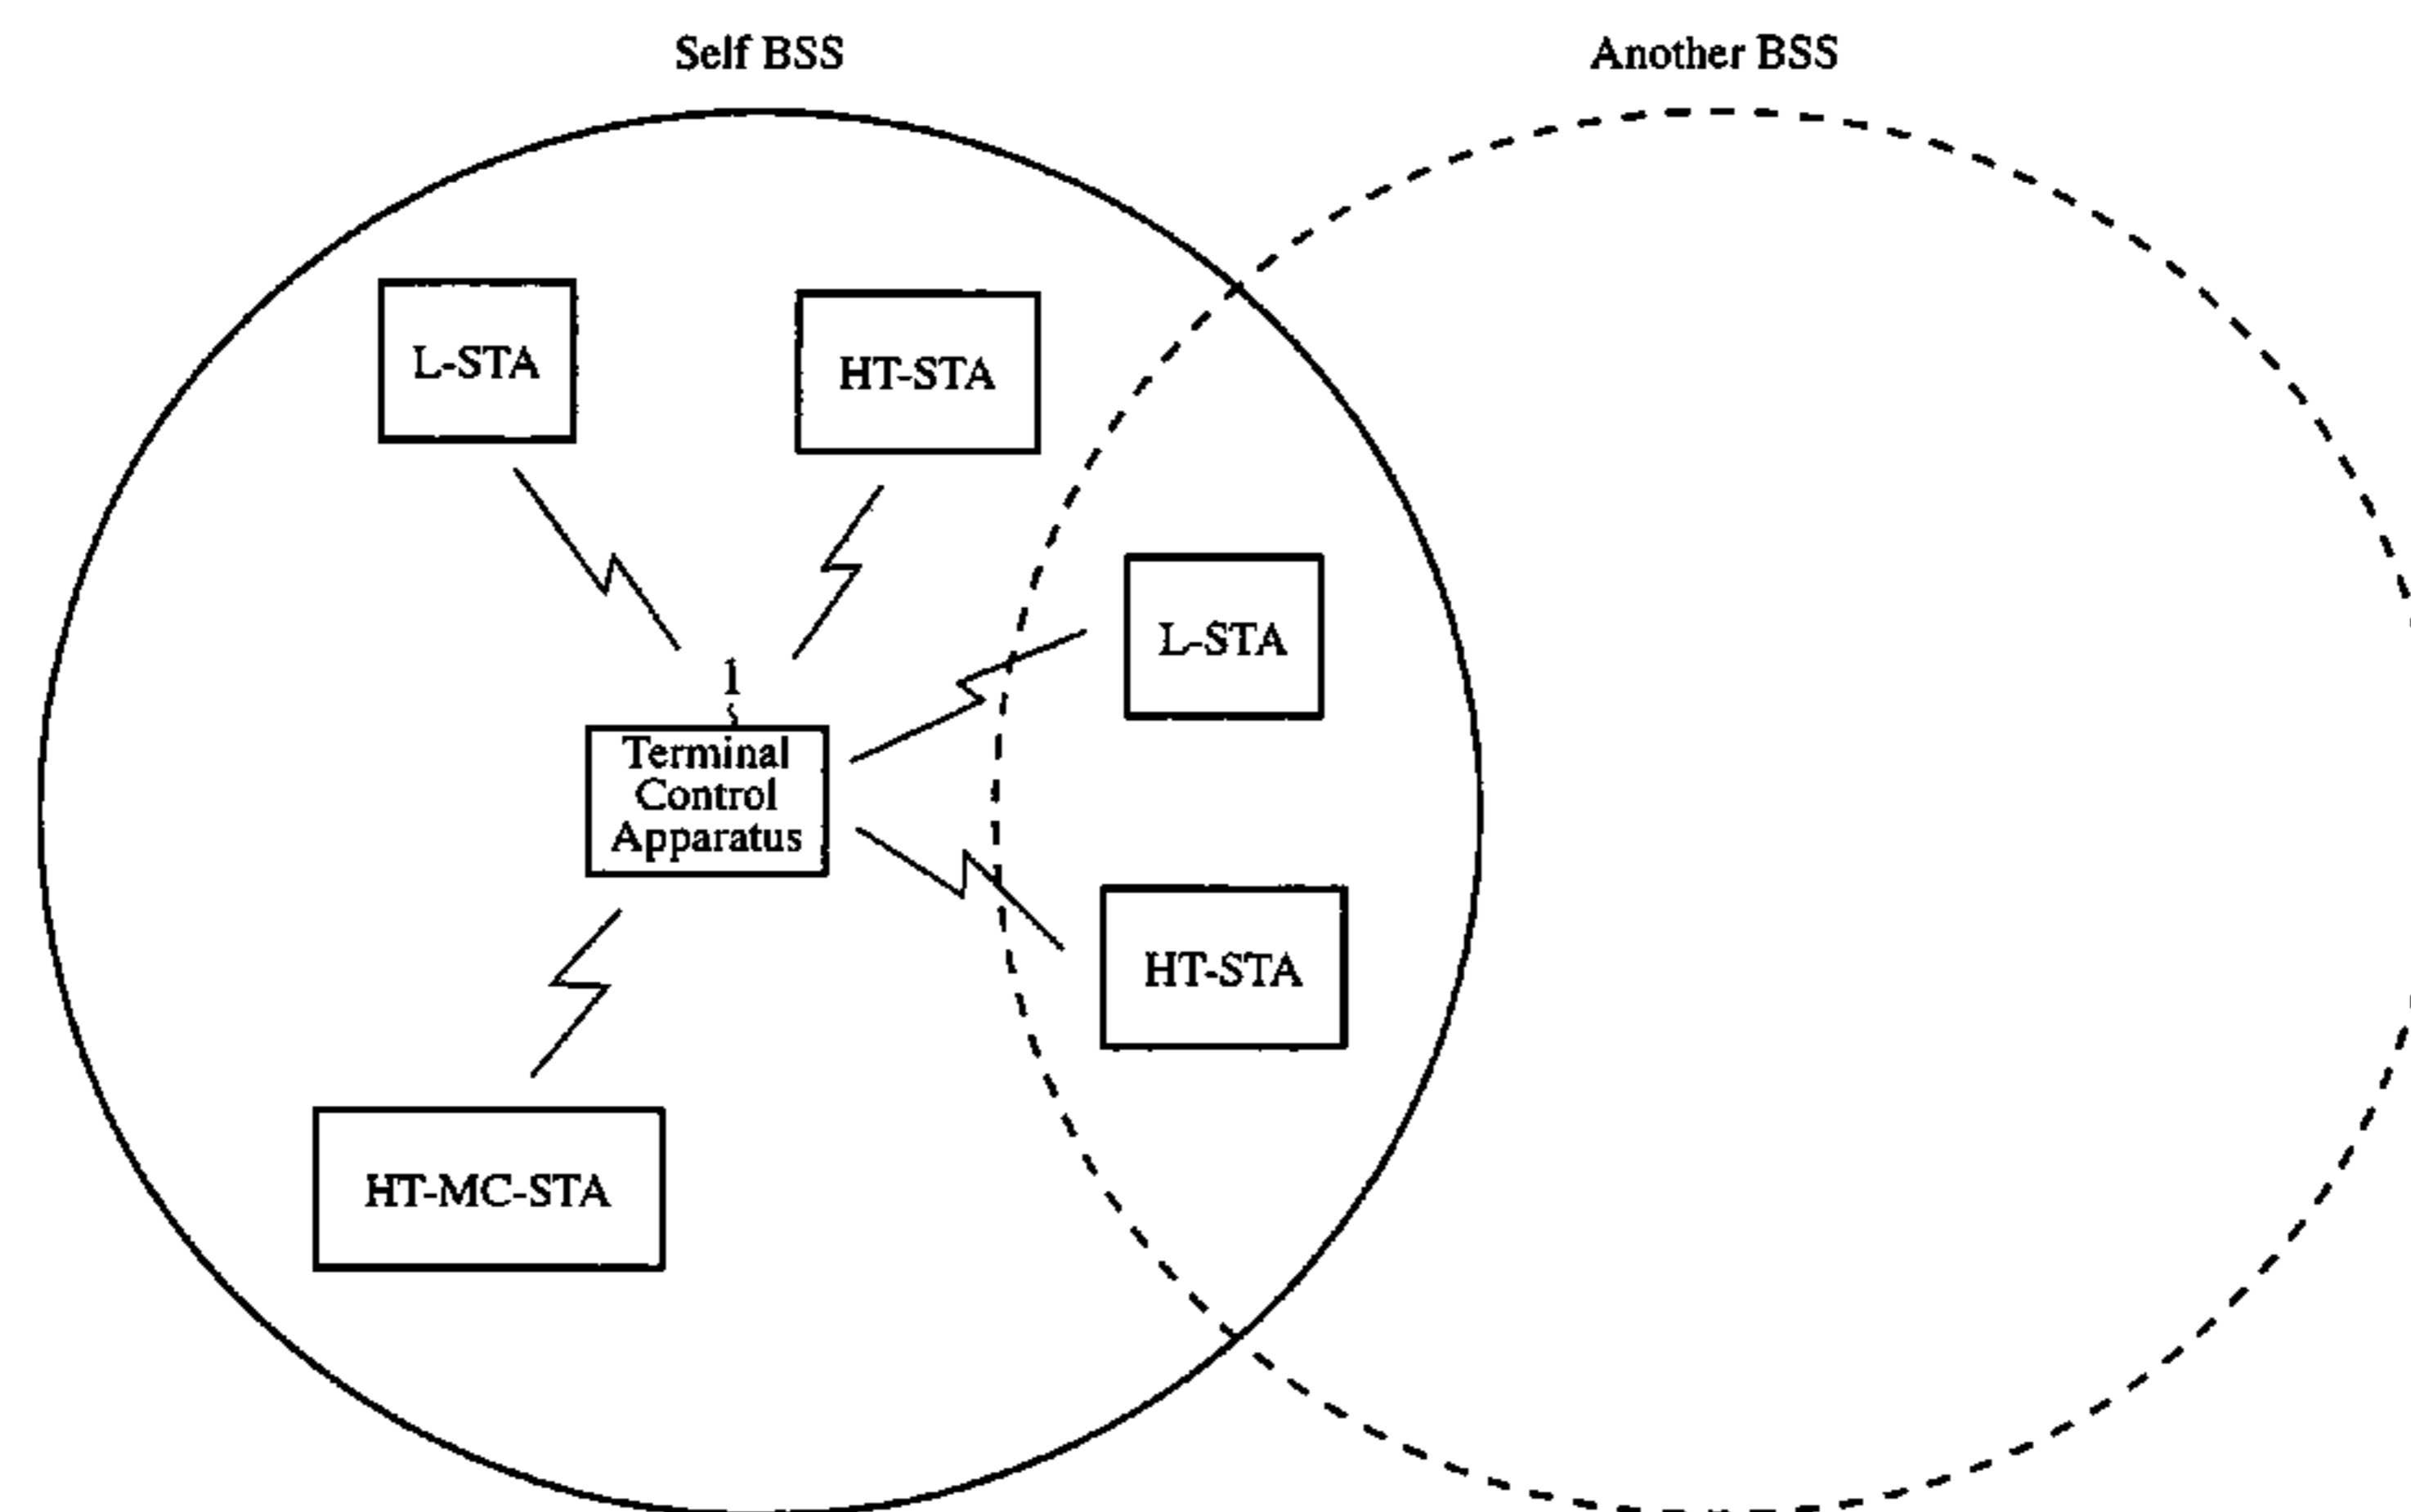 Self BSS
Another BSS
L-STA
HT-STA
L-STA
1
Terminal
Control
Apparatus
HT-STA
HT-MC-STA